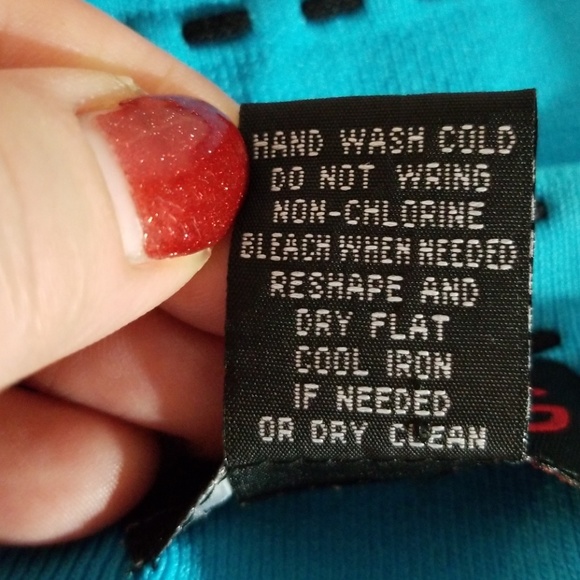 HAND WASH COLD
DO NOT WRING
NON-CHLORINE
BLEACH WHEN NEEDED
RESHAPE AND
DRY FLAT
COOL IRON
IF NEEDED
OR DRY CLEAN